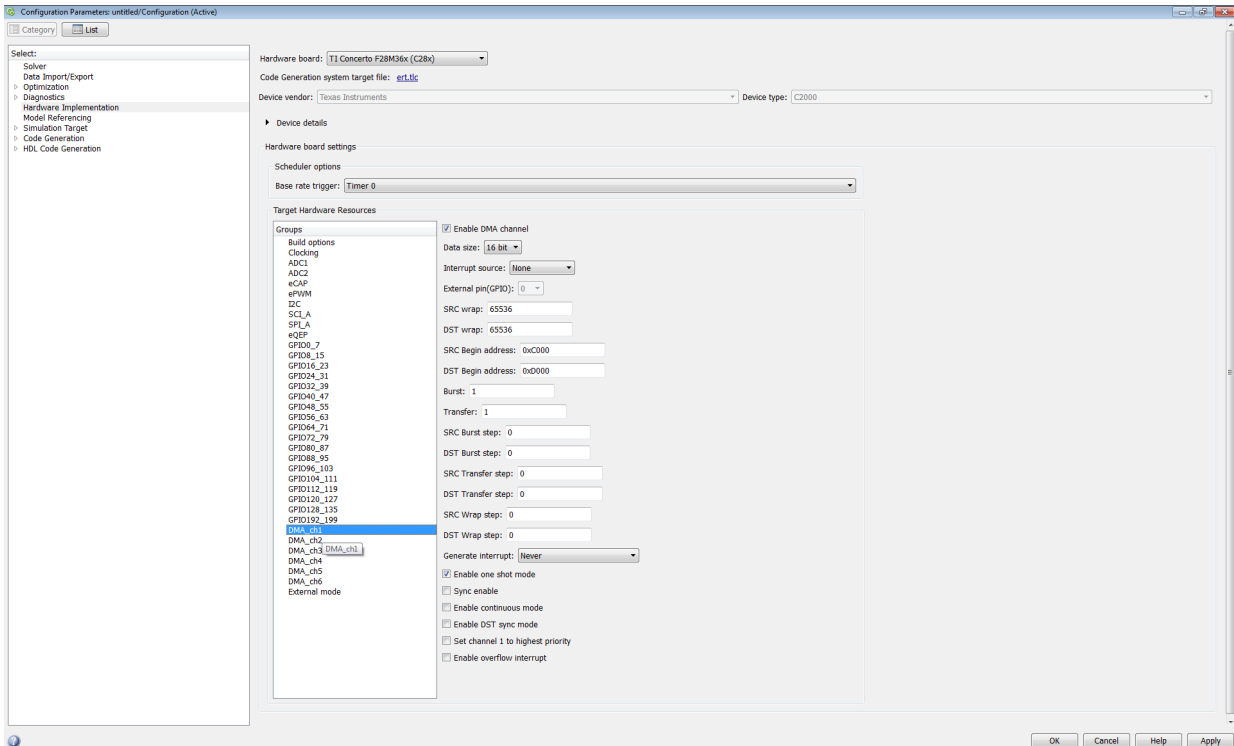 Configuration Parameters: untitled/Configuration (Active)
Category
List
Select:
Solver
Data Import/Export
Optimization
Diagnostics
Hardware Implementation
Model Referencing
Simulation Target
Code Generation
HDL Code Generation
Hardware board: TI Concerto F28M36x (C28x)
Code Generation system target file: ert.tlc
Device vendor: Texas Instruments Device type: C2000
Device details
Hardware board settings
Scheduler options
Base rate trigger: Timer 0
Target Hardware Resources
Groups
Build options
Clocking
ADC1
ADC2
eCAP
ePWM
I2C
SCI_A
SPI_A
eQEP
GPIO0_7
GPIO8_15
GPIO16_23
GPIO24_31
GPIO32_39
GPIO40_47
GPIO48_55
GPIO56_63
GPIO64_71
GPIO72_79
GPIO80_87
GPIO88_95
GPIO96_103
GPIO104_111
GPIO112_119
GPIO120_127
GPIO128_135
GPIO192_199
DMA_ch1
DMA_ch2
DMA_ch3
DMA_ch1
DMA_ch4
DMA_ch5
DMA_ch6
External mode
Enable DMA channel
Data size: 16 bit
Interrupt source: None
External pin(GPIO): 0
SRC wrap: 65536
DST wrap: 65536
SRC Begin address: 0xC000
DST Begin address: 0xD000
Burst: 1
Transfer: 1
SRC Burst step: 0
DST Burst step: 0
SRC Transfer step: 0
DST Transfer step: 0
SRC Wrap step: 0
DST Wrap step: 0
Generate interrupt: Never
Enable one shot mode
Sync enable
Enable continuous mode
Enable DST sync mode
Set channel 1 to highest priority
Enable overflow interrupt
OK Cancel Help Apply